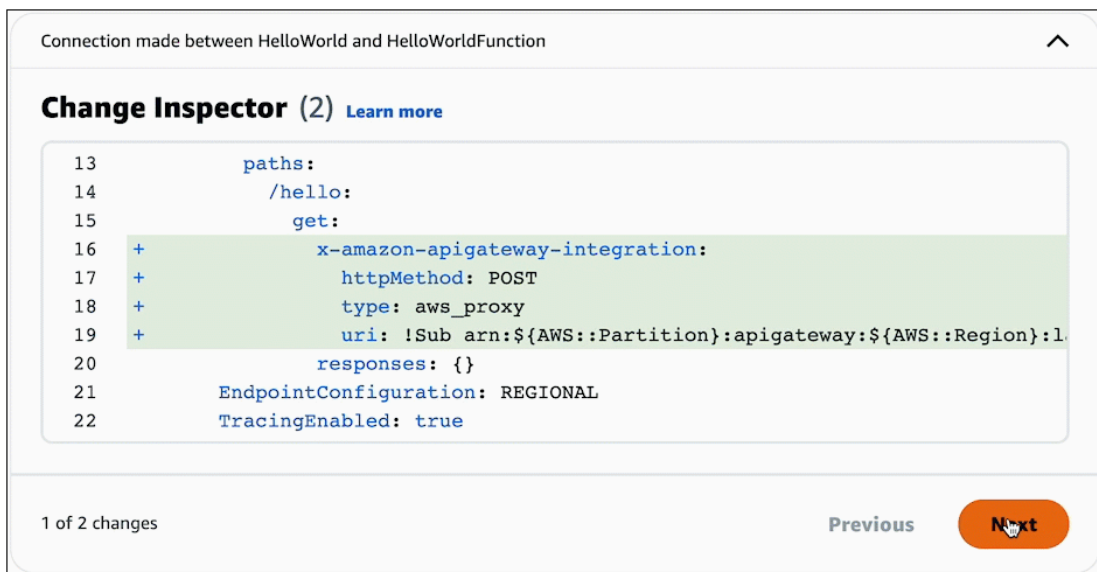 Connection made between HelloWorld and HelloWorldFunction
Change Inspector (2) Learn more
13 paths:
14 /hello:
15 get:
16 + x-amazon-apigateway-integration:
17 + httpMethod: POST
18 + type: aws_proxy
19 + uri: !Sub arn:${AWS::Partition}:apigateway:${AWS::Region}:l
20 responses: {}
21 EndpointConfiguration: REGIONAL
22 TracingEnabled: true
1 of 2 changes Previous Next